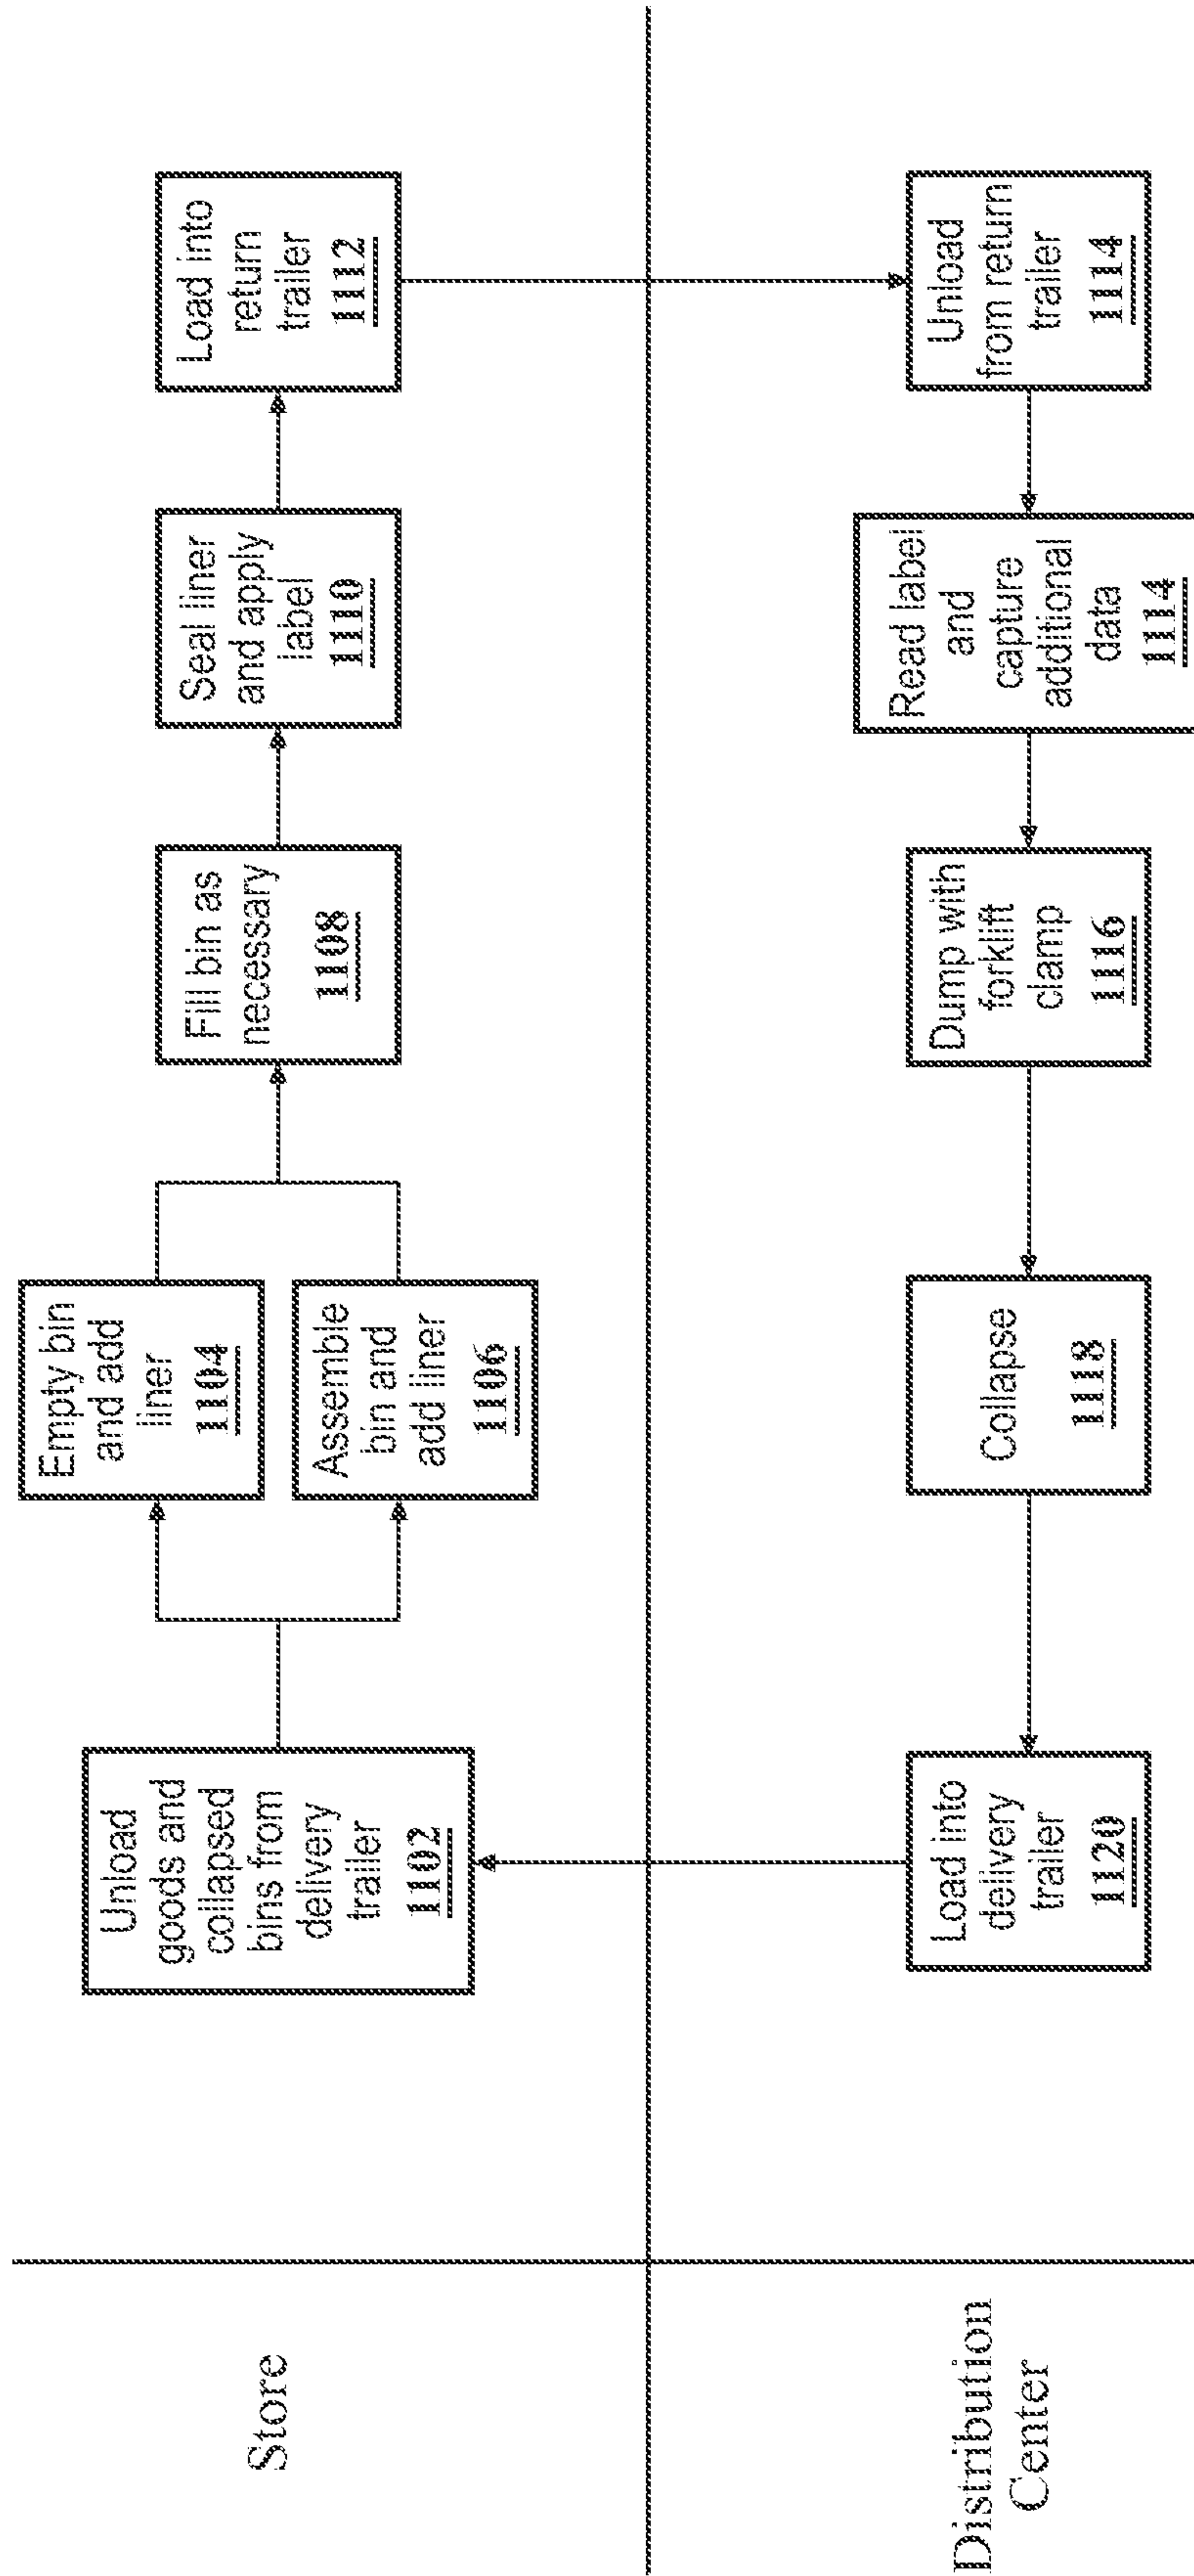 Store
Unload
goods and
collapsed
bins from
delivery
trailer
1102
Empty bin
and add
liner
1104
Assemble
bin and
add liner
1106
Fill bin as
necessary
1108
Seal liner
and apply
label
1110
Load into
return
trailer
1112
Distribution
Center
Load into
delivery
trailer
1120
Collapse
1118
Dump with
forklift
clamp
1116
Read label
and
capture
additional
data
1114
Unload
from return
trailer
1114